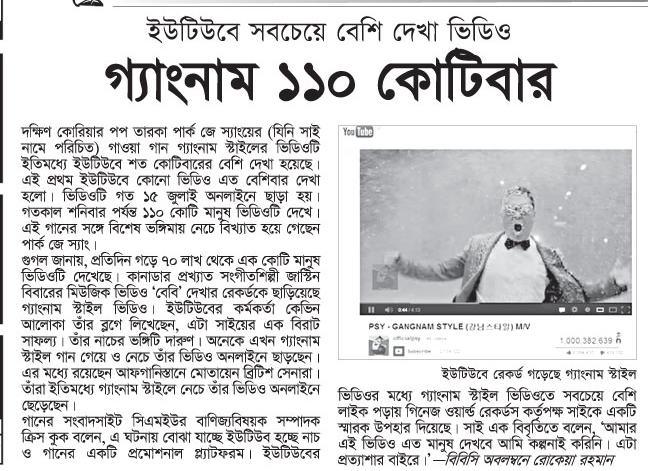 ইউটিউবে সবচেয়ে বেশি দেখা ভিডিও
গ্যাংনাম ১১০ কোটিবার
দক্ষিণ কোরিয়ার পপ তারকা পার্ক জে স্যাংয়ের (যিনি সাই
নামে পরিচিত) গাওয়া গান গ্যাংনাম স্টাইলের ভিডিওটি
ইতিমধ্যে ইউটিউবে শত কোটিবারের বেশি দেখা হয়েছে।
এই প্রথম ইউটিউবে কোনো ভিডিও এত বেশিবার দেখা
হলো। ভিডিওটি গত ১৫ জুলাই অনলাইনে ছাড়া হয়।
গতকাল শনিবার পর্যন্ত ১১০ কোটি মানুষ ভিডিওটি দেখে।
এই গানের সঙ্গে বিশেষ ভঙ্গিমায় নেচে বিখ্যাত হয়ে গেছেন
পার্ক জে স্যাং।
গুগল জানায়, প্রতিদিন গড়ে ৭০ লাখ থেকে এক কোটি মানুষ
ভিডিওটি দেখেছে। কানাডার প্রখ্যাত সংগীতশিল্পী জাস্টিন
বিবারের মিউজিক ভিডিও ‘বেবি’ দেখার রেকর্ডকে ছাড়িয়েছে
গ্যাংনাম স্টাইল ভিডিও। ইউটিউবের কর্মকর্তা কেভিন
আলোকা তাঁর ব্লগে লিখেছেন, এটা সাইয়ের এক বিরাট
সাফল্য। তাঁর নাচের ভঙ্গিটি দারুণ। অনেকে এখন গ্যাংনাম
স্টাইল গান গেয়ে ও নেচে তাঁর ভিডিও অনলাইনে ছাড়ছেন।
এর মধ্যে রয়েছেন আফগানিস্তানে মোতায়েন ব্রিটিশ সেনারা।
তাঁরা ইতিমধ্যে গ্যাংনাম স্টাইলে নেচে তাঁর ভিডিও অনলাইনে
ছেড়েছেন।
গানের সংবাদসাইট সিএমইউর বাণিজ্যবিষয়ক সম্পাদক
ক্রিস কুক বলেন, এ ঘটনায় বোঝা যাচ্ছে ইউটিউব হচ্ছে নাচ
ও গানের একটি প্রমোশনাল প্ল্যাটফরম। ইউটিউবের
You Tube
0:44 / 4:13
PSY - GANGNAM STYLE (강남스타일) M/V
officialpsy
Subscribe
1,000,382,639
ইউটিউবে রেকর্ড গড়েছে গ্যাংনাম স্টাইল
ভিডিওর মধ্যে গ্যাংনাম স্টাইল ভিডিওতে সবচেয়ে বেশি
লাইক পড়ায় গিনেজ ওয়ার্ল্ড রেকর্ডস কর্তৃপক্ষ সাইকে একটি
স্মারক উপহার দিয়েছে। সাই এক বিবৃতিতে বলেন, ‘আমার
এই ভিডিও এত মানুষ দেখবে আমি কল্পনাই করিনি। এটা
প্রত্যাশার বাইরে।’—বিবিসি অবলম্বনে রোকেয়া রহমান